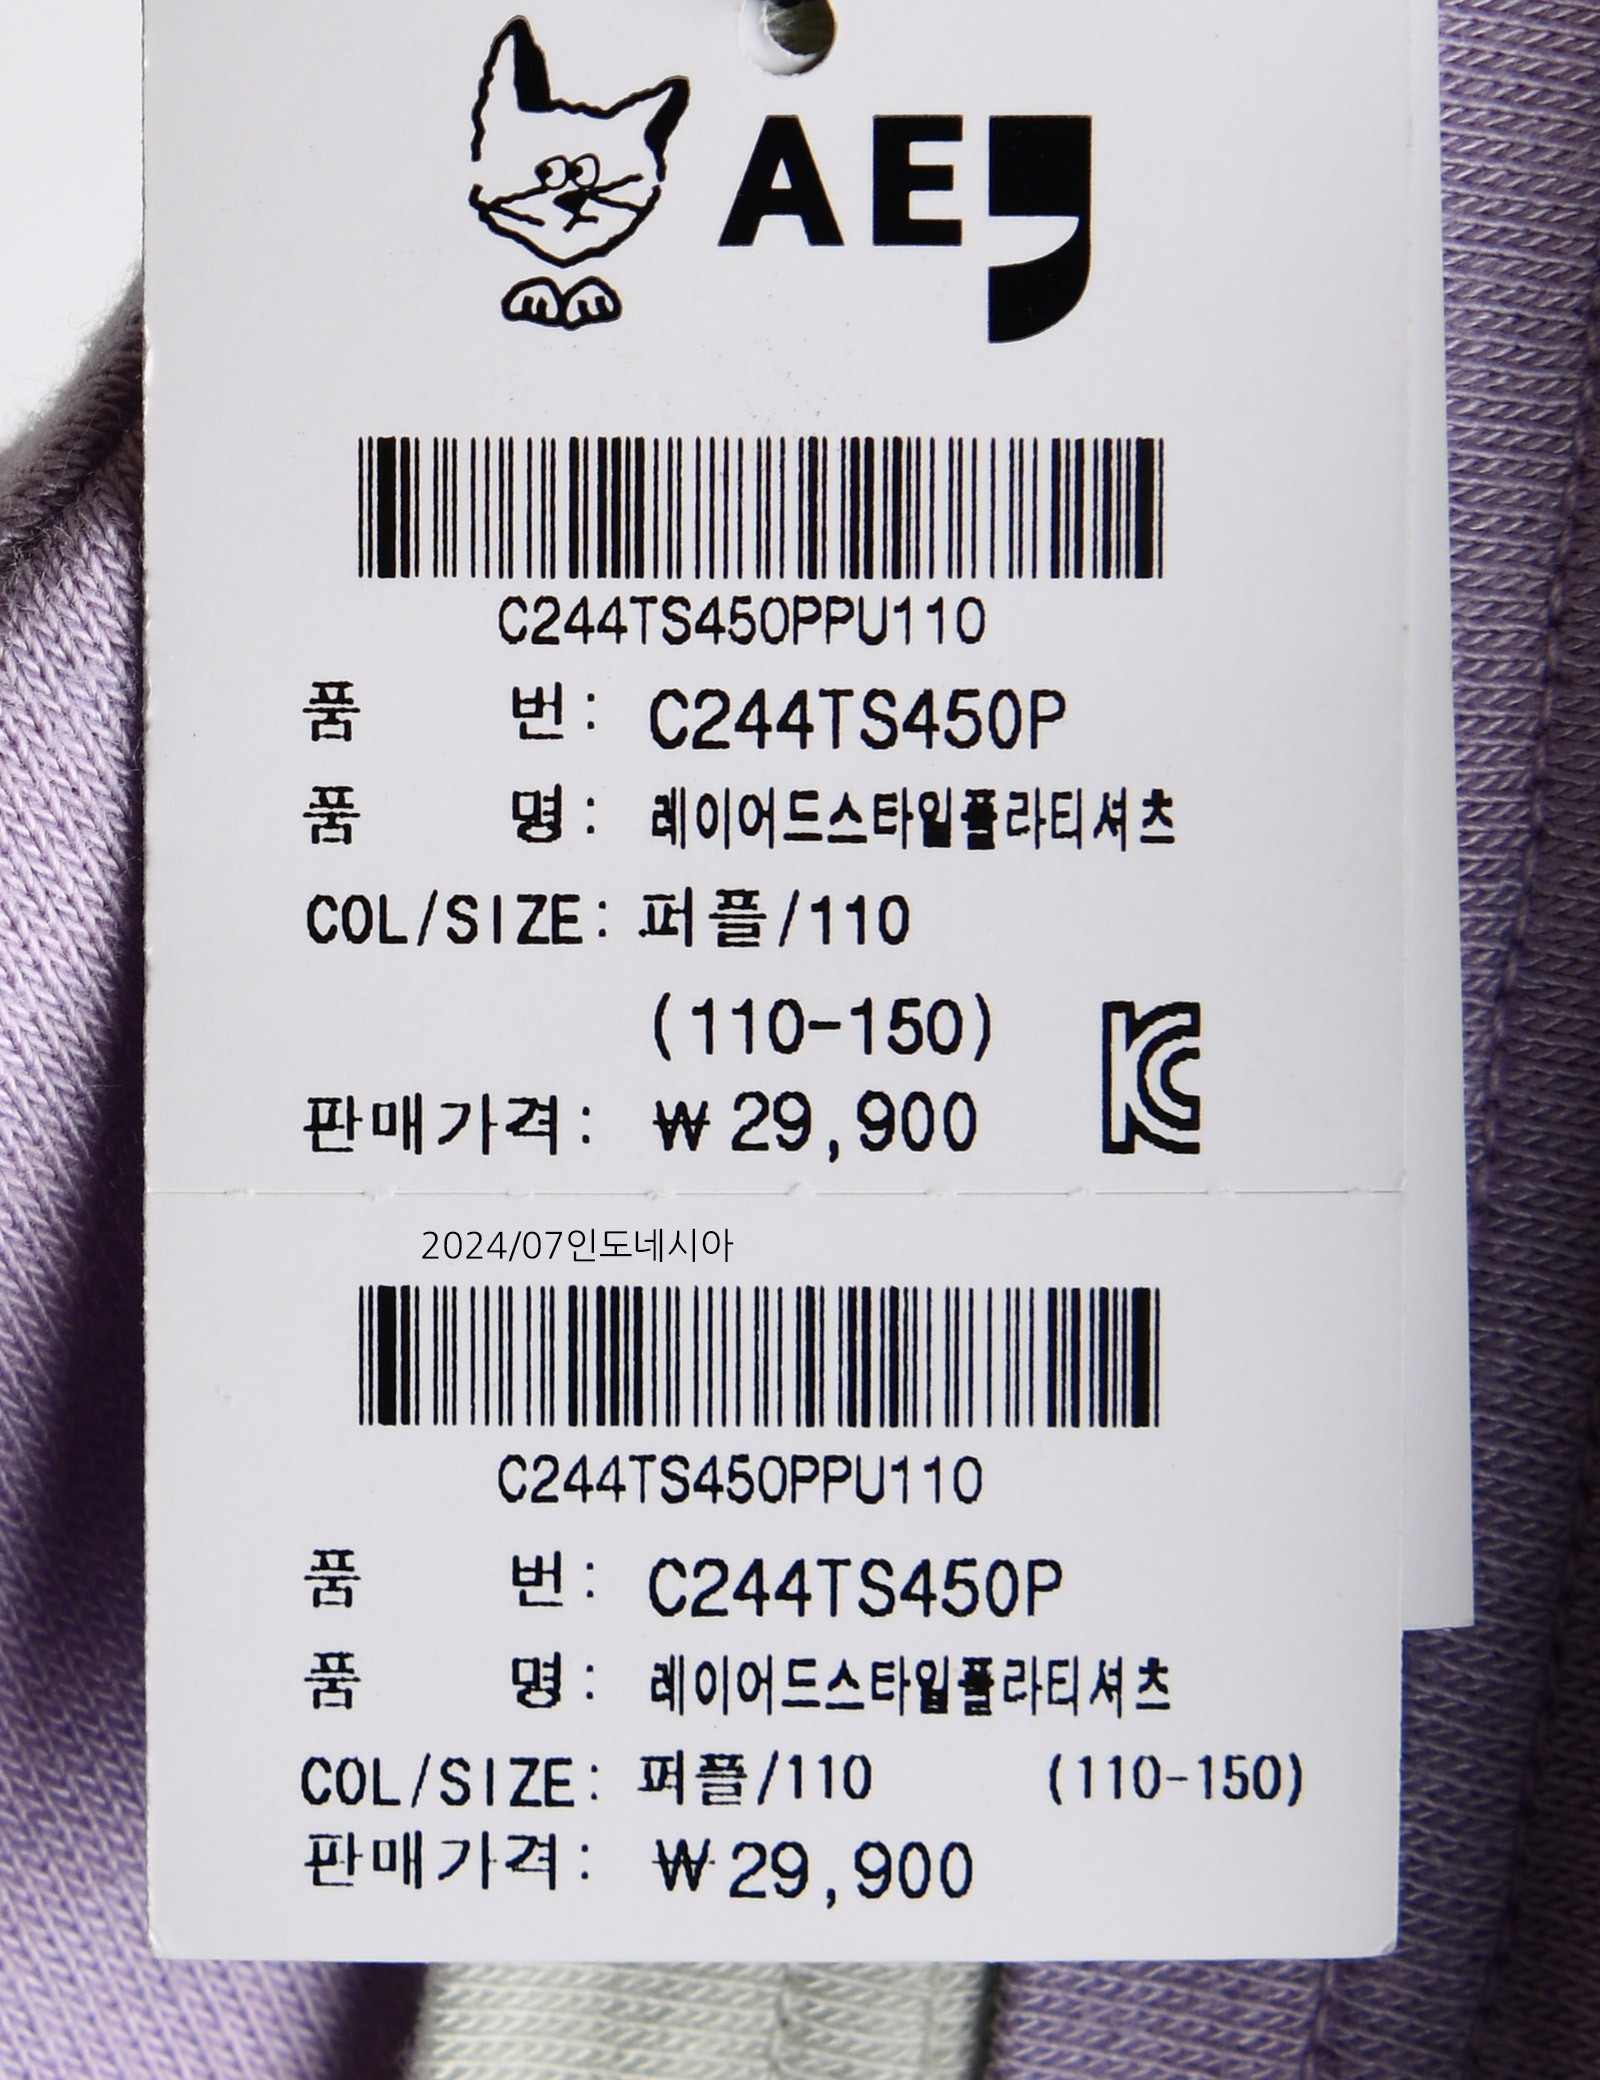 AE,
C244TS450PPU110
품 번: C244TS450P
품 명: 레이어드스타일폴라티셔츠
COL/SIZE: 퍼플/110
(110-150)
판매가격: ₩29,900
2024/07인도네시아
C244TS450PPU110
품 번: C244TS450P
품 명: 레이어드스타일폴라티셔츠
COL/SIZE: 퍼플/110 (110-150)
판매가격: ₩29,900